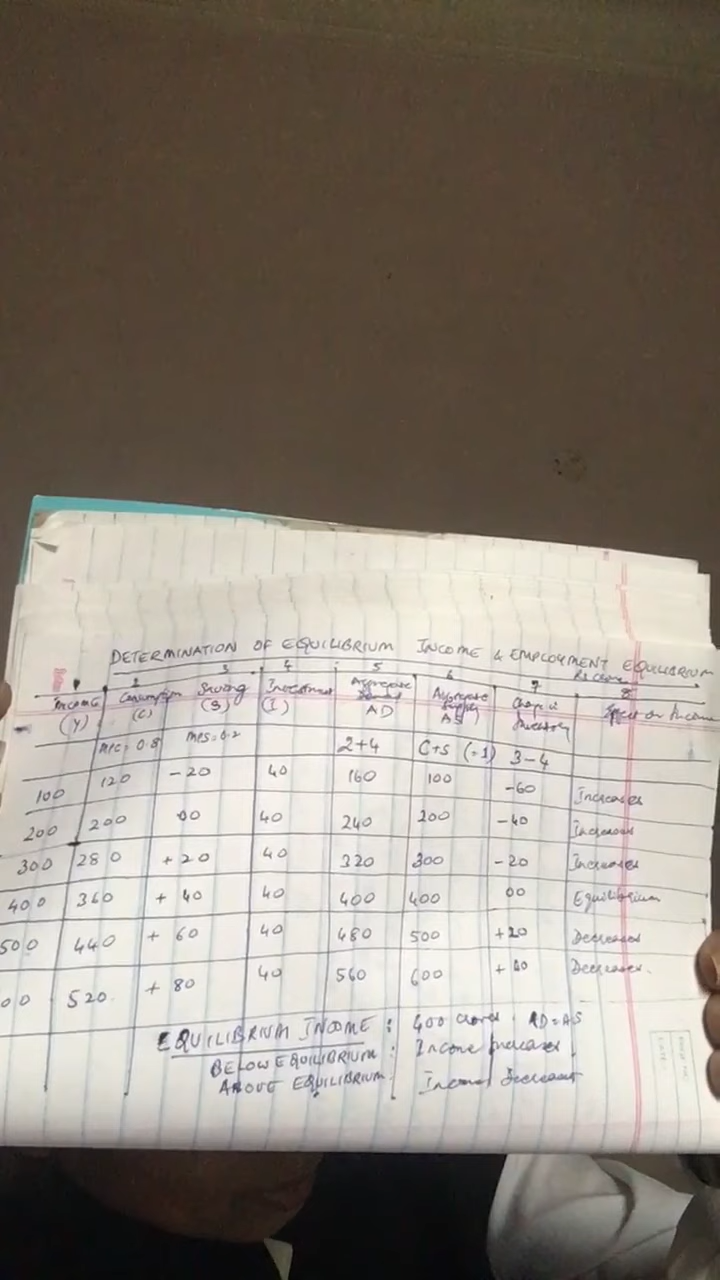 DETERMINATION OF EQUILIBRIUM INCOME & EMPLOYMENT EQUILIBRIUM
2 3 4 5 6 7 8
Income Consumption Saving Investment Aggregate Aggregate Change in Effect on Income
(Y) (C) (S) (I) Demand AD Supply AS Inventory
MPC = 0.8 MPS = 0.2 2+4 C+S (=1) 3-4
100 120 -20 40 160 100 -60 Increases
200 200 00 40 240 200 -40 Increases
300 280 +20 40 320 300 -20 Increases
400 360 +40 40 400 400 00 Equilibrium
500 440 +60 40 480 500 +20 Decreases
00 520 +80 40 560 600 +40 Decreases.
EQUILIBRIUM INCOME : 400 crores AD=AS
BELOW EQUILIBRIUM : Income Increases
ABOVE EQUILIBRIUM : Income Decreases